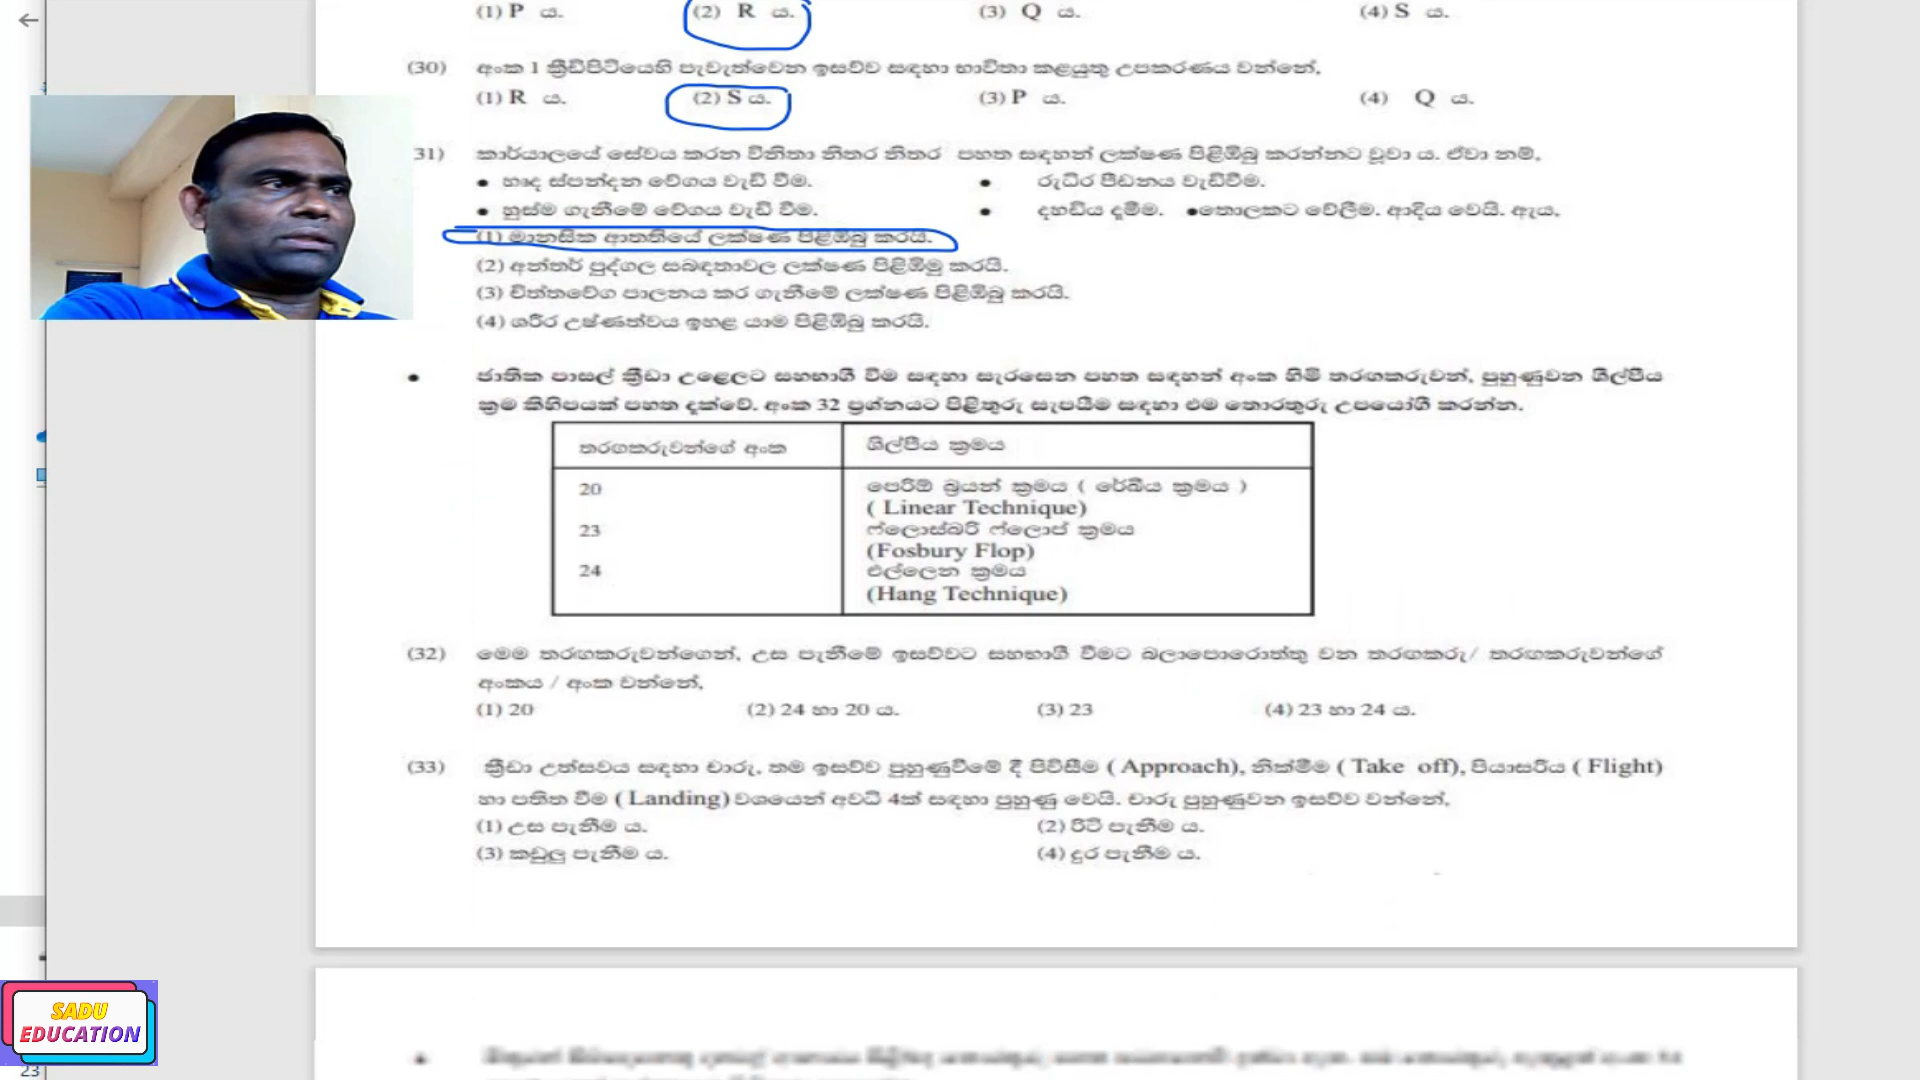 (1) P ය. (2) R ය. (3) Q ය. (4) S ය.
(30) අංක 1 ක්‍රීඩාපිටියෙහි පැවැත්වෙන ඉසව්ව සඳහා භාවිතා කළයුතු උපකරණය වන්නේ,
(1) R ය. (2) S ය. (3) P ය. (4) Q ය.
31) කාර්යාලයේ සේවය කරන විනිතා නිතර නිතර පහත සඳහන් ලක්ෂණ පිළිඹිබු කරන්නට වූවා ය. ඒවා නම්,
● හෘද ස්පන්දන වේගය වැඩි වීම. ● රුධිර පීඩනය වැඩිවීම.
● හුස්ම ගැනීමේ වේගය වැඩි වීම. ● දහඩිය දැමීම. ●තොලකට වේලීම. ආදිය වෙයි. ඇය,
(1) මානසික ආතතියේ ලක්ෂණ පිළිඹිබු කරයි.
(2) අන්තර් පුද්ගල සබඳතාවල ලක්ෂණ පිළිඹිමු කරයි.
(3) චිත්තවේග පාලනය කර ගැනීමේ ලක්ෂණ පිළිඹිබු කරයි.
(4) ශරීර උෂ්ණත්වය ඉහළ යාම පිළිඹිබු කරයි.
● ජාතික පාසල් ක්‍රීඩා උළෙලට සහභාගී වීම සඳහා සැරසෙන පහත සඳහන් අංක හිමි තරඟකරුවන්, පුහුණුවන ශිල්පීය
ක්‍රම කිහිපයක් පහත දැක්වේ. අංක 32 ප්‍රශ්නයට පිළිතුරු සැපයීම සඳහා එම තොරතුරු උපයෝගී කරන්න.
තරඟකරුවන්ගේ අංක ශිල්පීය ක්‍රමය
20 පෙරිඕ බ්‍රයන් ක්‍රමය ( රේඛීය ක්‍රමය )
( Linear Technique)
23 ෆ්ලොස්බරි ෆ්ලොප් ක්‍රමය
(Fosbury Flop)
24 එල්ලෙන ක්‍රමය
(Hang Technique)
(32) මෙම තරඟකරුවන්ගෙන්, උස පැනීමේ ඉසව්වට සහභාගී වීමට බලාපොරොත්තු වන තරඟකරු/ තරඟකරුවන්ගේ
අංකය / අංක වන්නේ,
(1) 20 (2) 24 හා 20 ය. (3) 23 (4) 23 හා 24 ය.
(33) ක්‍රීඩා උත්සවය සඳහා චාරු, තම ඉසව්ව පුහුණුවීමේ දී පිවිසීම ( Approach), නික්මීම ( Take off), පියාසරිය ( Flight)
හා පතිත වීම ( Landing) වශයෙන් අවධි 4ක් සඳහා පුහුණු වෙයි. චාරු පුහුණුවන ඉසව්ව වන්නේ,
(1) උස පැනීම ය. (2) රිටි පැනීම ය.
(3) කඩුලු පැනීම ය. (4) දුර පැනීම ය.
SADU
EDUCATION
23